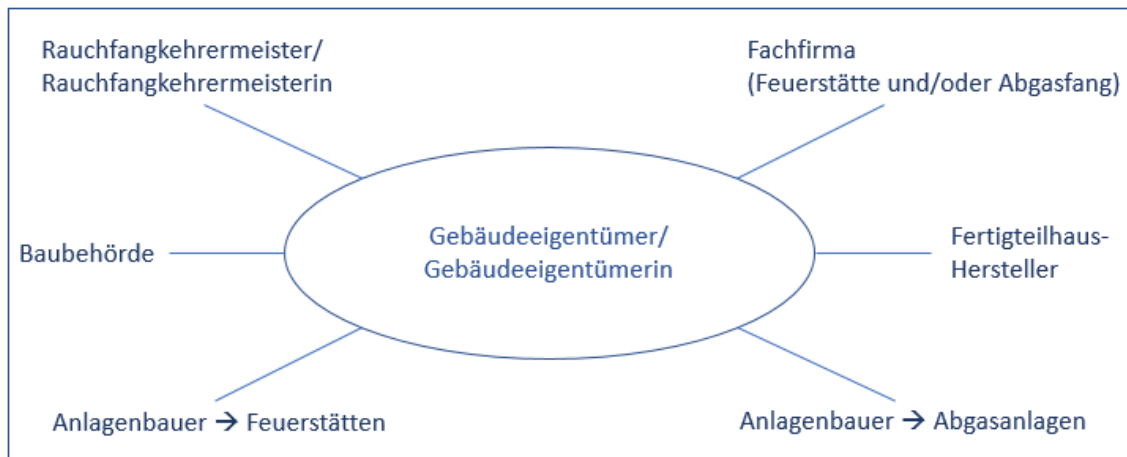 Rauchfangkehrermeister/
Rauchfangkehrermeisterin
Fachfirma
(Feuerstätte und/oder Abgasfang)
Baubehörde
Gebäudeeigentümer/
Gebäudeeigentümerin
Fertigteilhaus-
Hersteller
Anlagenbauer → Feuerstätten
Anlagenbauer → Abgasanlagen